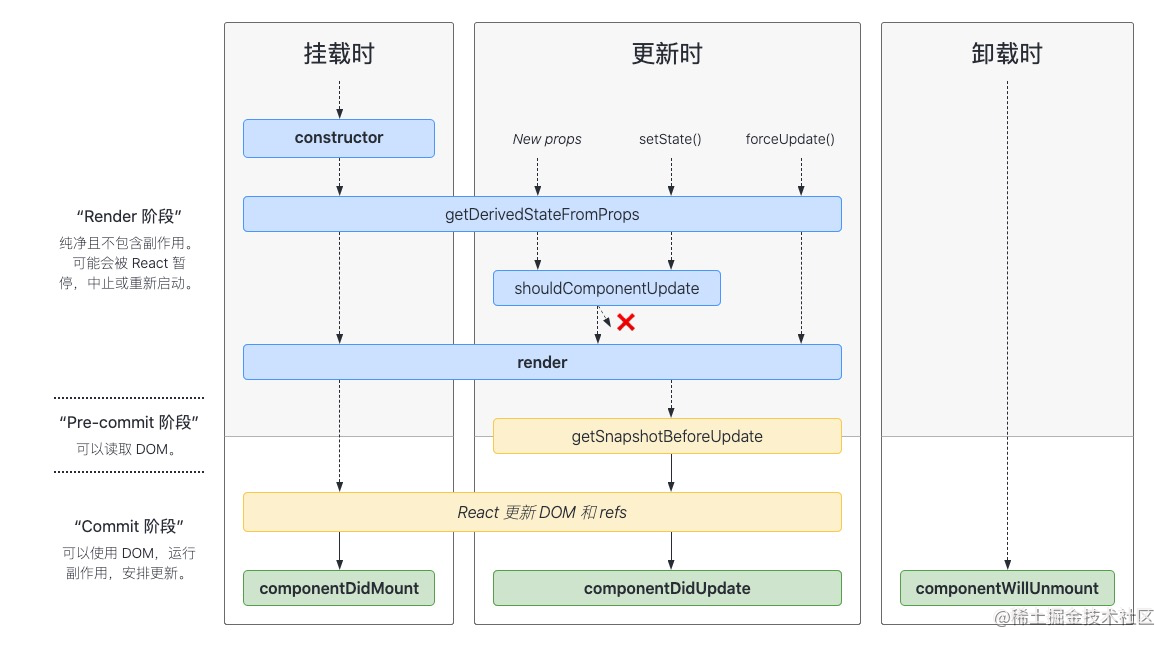 挂载时
更新时
卸载时
constructor
New props
setState()
forceUpdate()
“Render 阶段”
纯净且不包含副作用。
可能会被 React 暂
停，中止或重新启动。
getDerivedStateFromProps
shouldComponentUpdate
render
“Pre-commit 阶段”
可以读取 DOM。
getSnapshotBeforeUpdate
“Commit 阶段”
可以使用 DOM，运行
副作用，安排更新。
React 更新 DOM 和 refs
componentDidMount
componentDidUpdate
componentWillUnmount
@稀土掘金技术社区